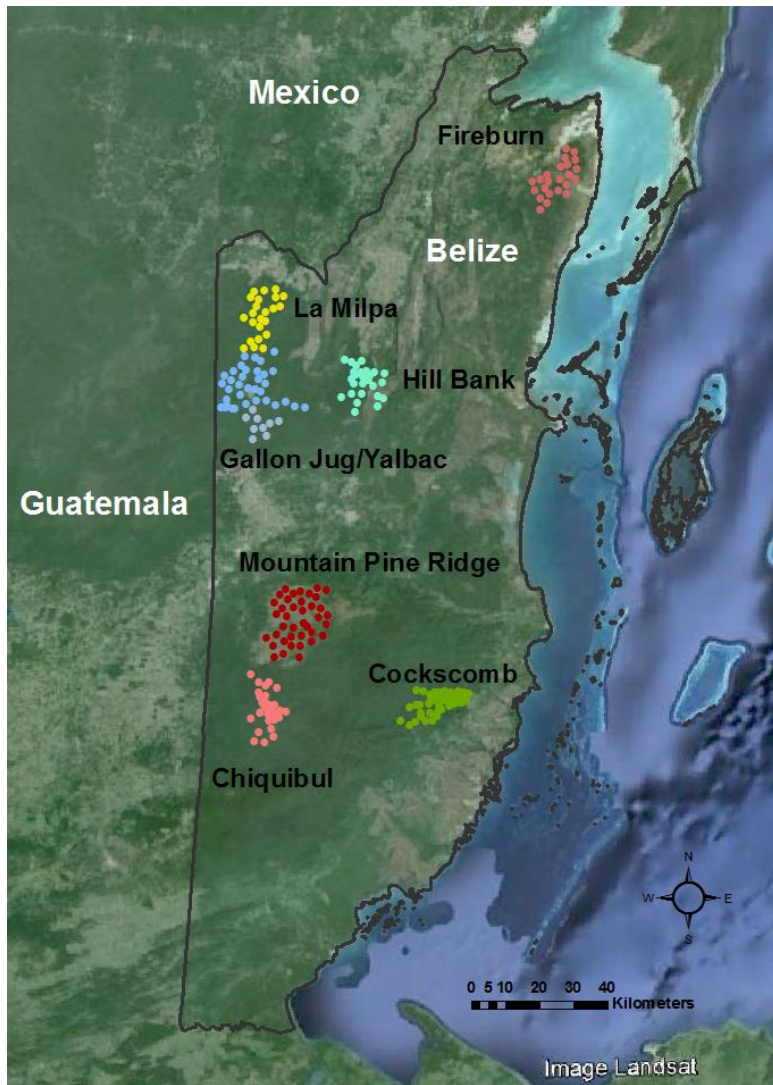 Mexico
Fireburn
Belize
La Milpa
Hill Bank
Gallon Jug/Yalbac
Guatemala
Mountain Pine Ridge
Cockscomb
Chiquibul
N
W E
S
0 5 10 20 30 40
Kilometers
Image Landsat